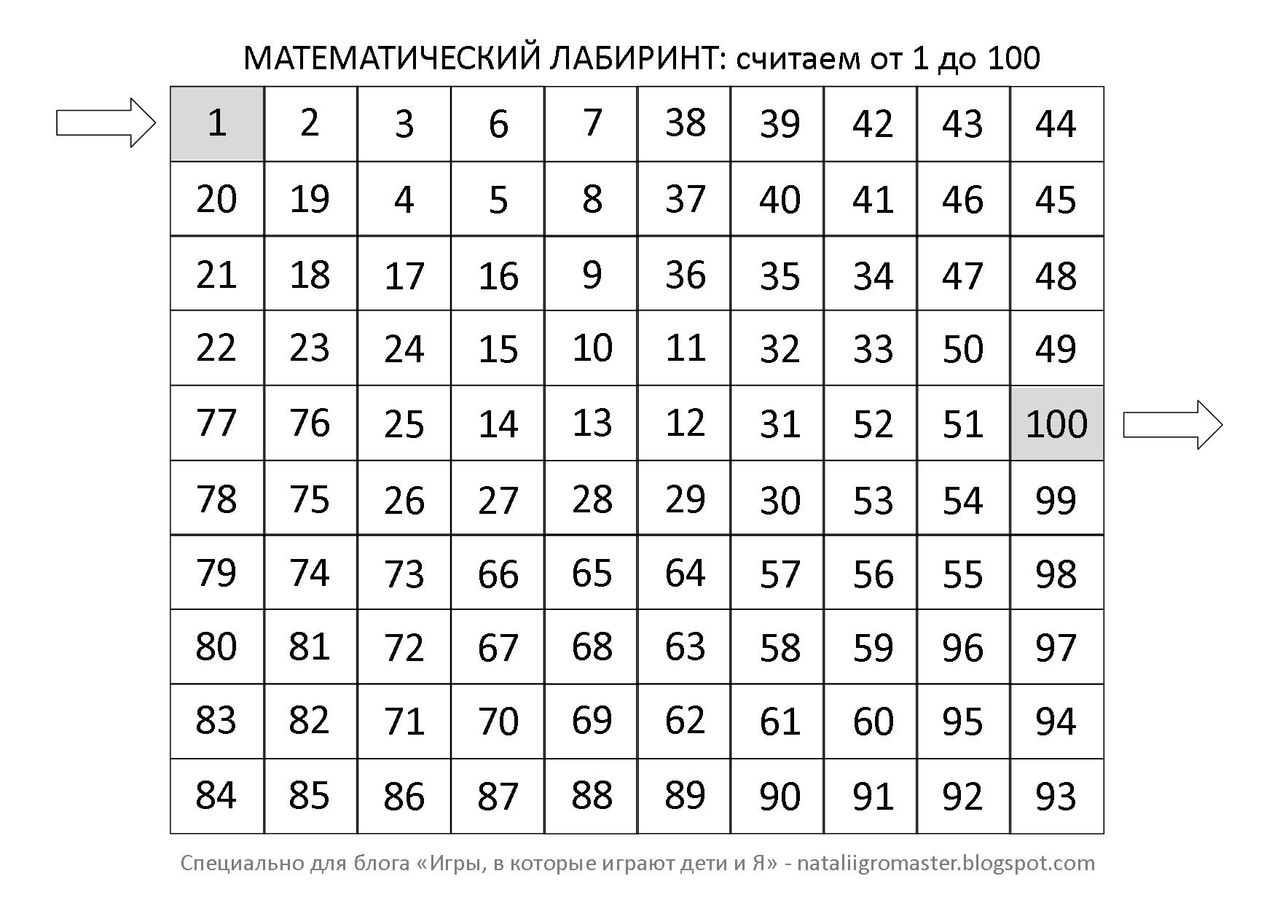 МАТЕМАТИЧЕСКИЙ ЛАБИРИНТ: считаем от 1 до 100
1 2 3 6 7 38 39 42 43 44
20 19 4 5 8 37 40 41 46 45
21 18 17 16 9 36 35 34 47 48
22 23 24 15 10 11 32 33 50 49
77 76 25 14 13 12 31 52 51 100
78 75 26 27 28 29 30 53 54 99
79 74 73 66 65 64 57 56 55 98
80 81 72 67 68 63 58 59 96 97
83 82 71 70 69 62 61 60 95 94
84 85 86 87 88 89 90 91 92 93
Специально для блога «Игры, в которые играют дети и Я» - nataliigromaster.blogspot.com